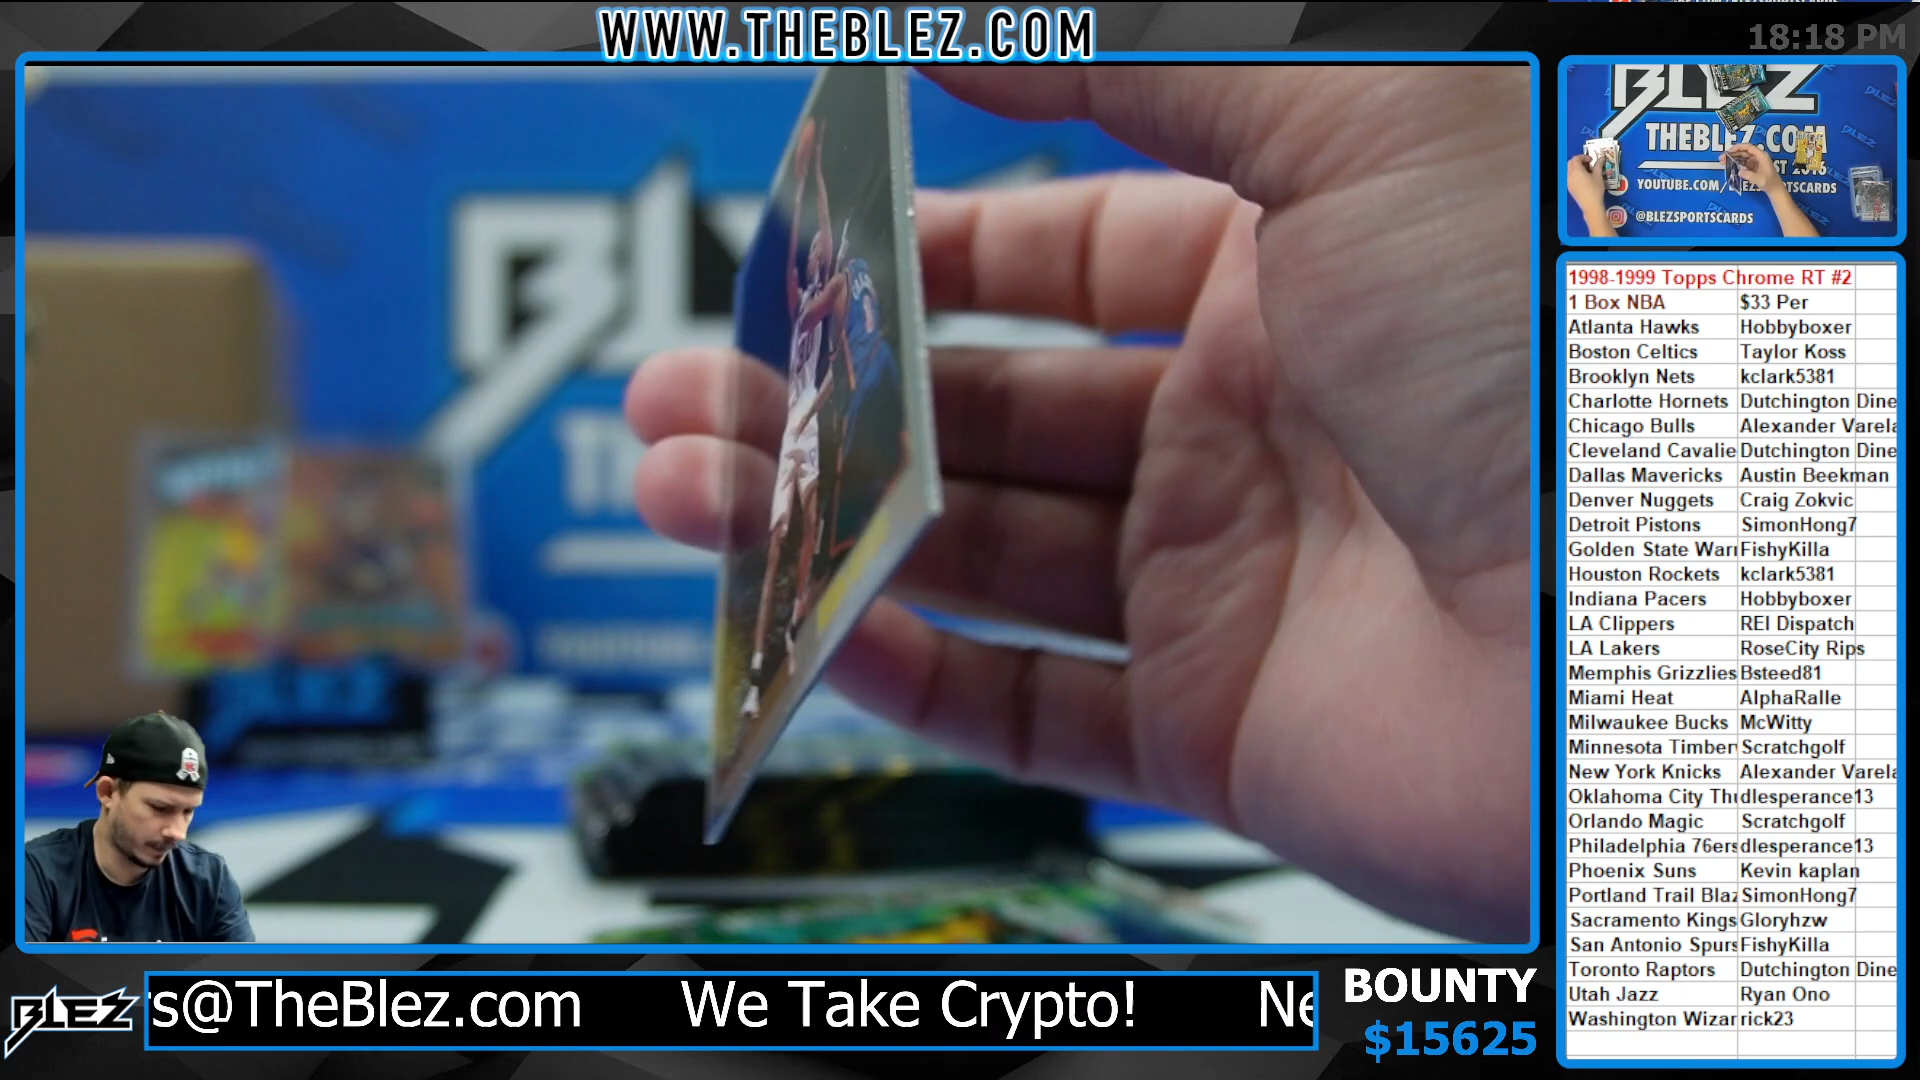 WWW.THEBLEZ.COM
18:18 PM
BLEZ
THEBLEZ.COM
YOUTUBE.COM/
@BLEZSPORTSCARDS
1998-1999 Topps Chrome RT #2
1 Box NBA $33 Per
Atlanta Hawks Hobbyboxer
Boston Celtics Taylor Koss
Brooklyn Nets kclark5381
Charlotte Hornets Dutchington Dine
Chicago Bulls Alexander Varela
Cleveland Cavalie Dutchington Dine
Dallas Mavericks Austin Beekman
Denver Nuggets Craig Zokvic
Detroit Pistons SimonHong7
Golden State Warr FishyKilla
Houston Rockets kclark5381
Indiana Pacers Hobbyboxer
LA Clippers REI Dispatch
LA Lakers RoseCity Rips
Memphis Grizzlies Bsteed81
Miami Heat AlphaRalle
Milwaukee Bucks McWitty
Minnesota Timber Scratchgolf
New York Knicks Alexander Varela
Oklahoma City Thu dlesperance13
Orlando Magic Scratchgolf
Philadelphia 76ers dlesperance13
Phoenix Suns Kevin kaplan
Portland Trail Blaz SimonHong7
Sacramento Kings Gloryhzw
San Antonio Spurs FishyKilla
Toronto Raptors Dutchington Dine
Utah Jazz Ryan Ono
Washington Wizar rick23
BLEZ
s@TheBlez.com We Take Crypto! Ne
BOUNTY
$15625